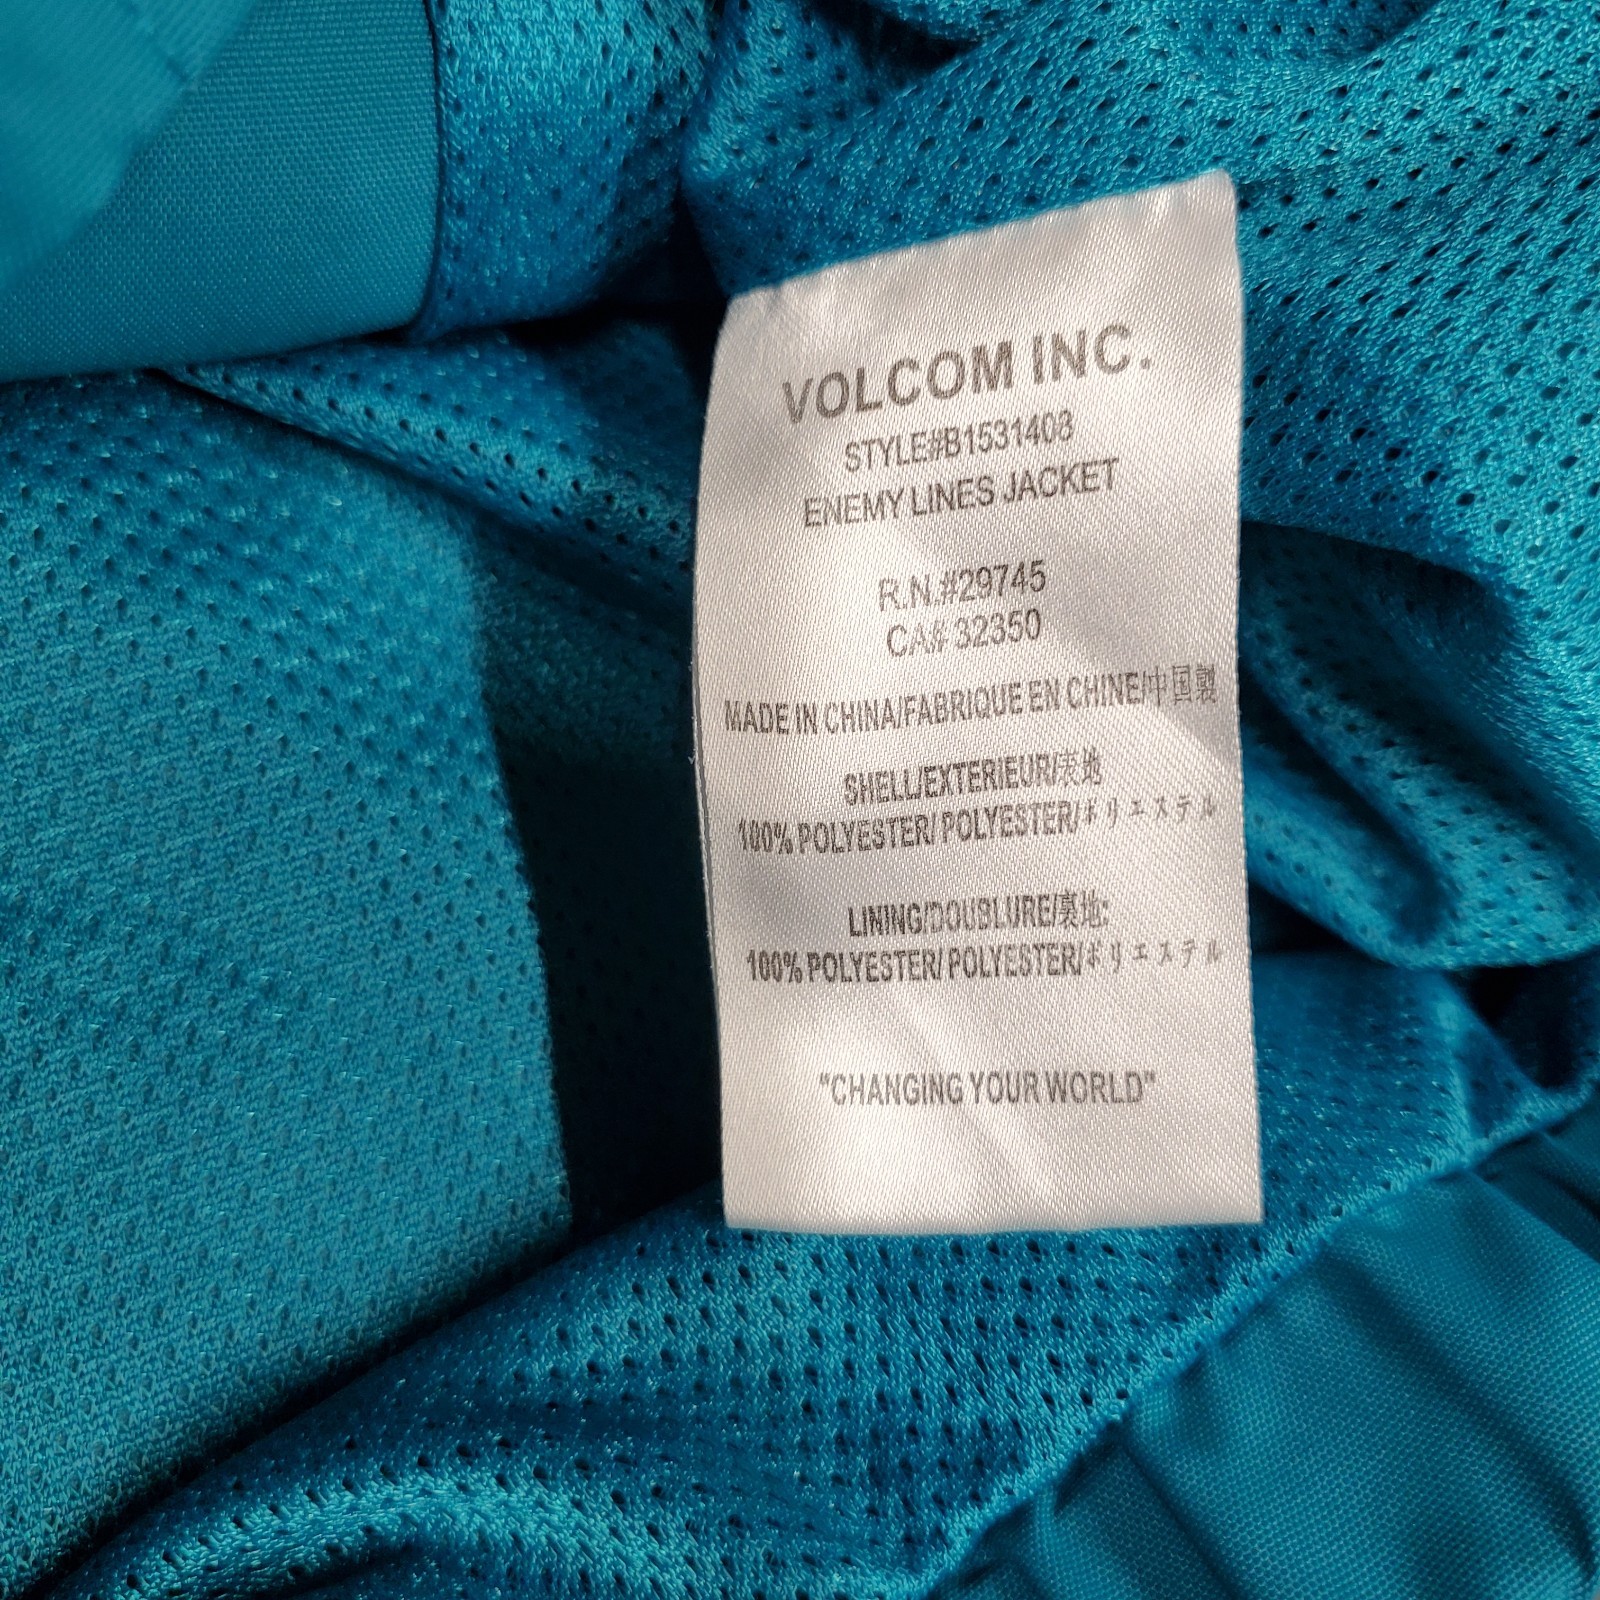 VOLCOM INC.
STYLE#B1531408
ENEMY LINES JACKET
R.N.#29745
CA# 32350
MADE IN CHINA/FABRIQUE EN CHINE/中国製
SHELL/EXTERIEUR/表地
100% POLYESTER/ POLYESTER/ポリエステル
LINING/DOUBLURE/裏地:
100% POLYESTER/ POLYESTER/ポリエステル
"CHANGING YOUR WORLD"